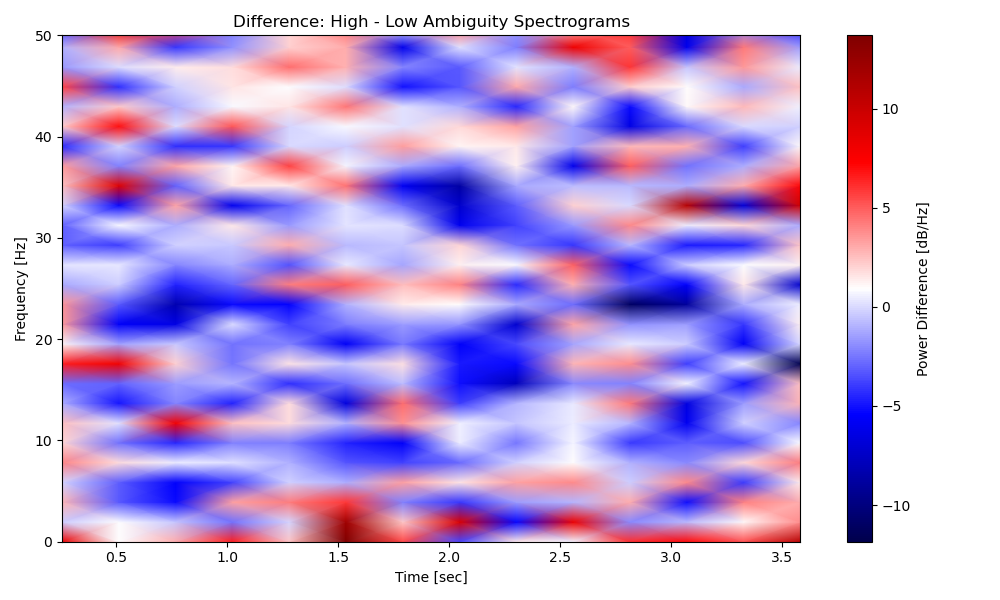 Difference: High - Low Ambiguity Spectrograms
50
40
30
20
10
0
Frequency [Hz]
0.5 1.0 1.5 2.0 2.5 3.0 3.5
Time [sec]
10
5
0
−5
−10
Power Difference [dB/Hz]